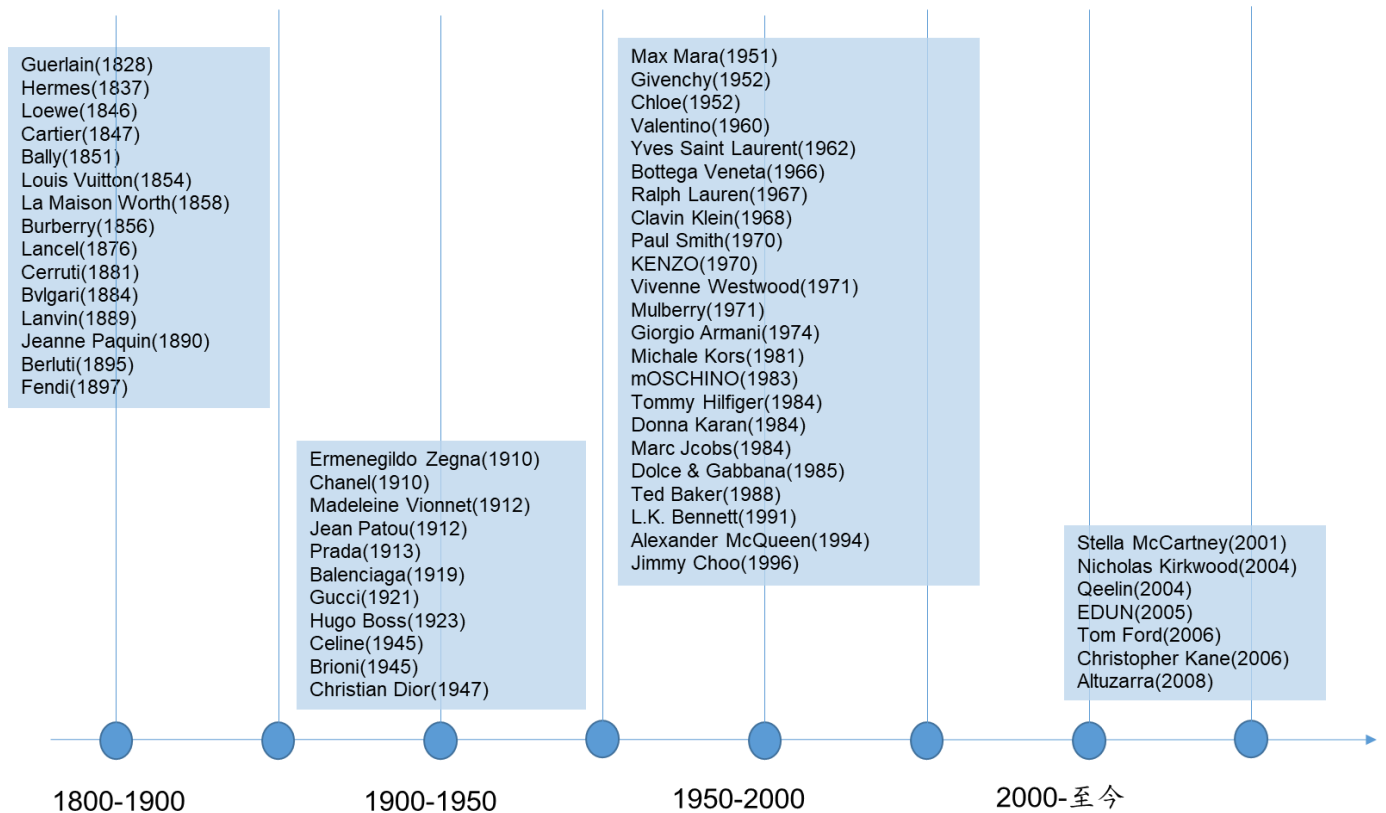 Guerlain(1828)
Hermes(1837)
Loewe(1846)
Cartier(1847)
Bally(1851)
Louis Vuitton(1854)
La Maison Worth(1858)
Burberry(1856)
Lancel(1876)
Cerruti(1881)
Bvlgari(1884)
Lanvin(1889)
Jeanne Paquin(1890)
Berluti(1895)
Fendi(1897)
Ermenegildo Zegna(1910)
Chanel(1910)
Madeleine Vionnet(1912)
Jean Patou(1912)
Prada(1913)
Balenciaga(1919)
Gucci(1921)
Hugo Boss(1923)
Celine(1945)
Brioni(1945)
Christian Dior(1947)
Max Mara(1951)
Givenchy(1952)
Chloe(1952)
Valentino(1960)
Yves Saint Laurent(1962)
Bottega Veneta(1966)
Ralph Lauren(1967)
Clavin Klein(1968)
Paul Smith(1970)
KENZO(1970)
Vivenne Westwood(1971)
Mulberry(1971)
Giorgio Armani(1974)
Michale Kors(1981)
mOSCHINO(1983)
Tommy Hilfiger(1984)
Donna Karan(1984)
Marc Jcobs(1984)
Dolce & Gabbana(1985)
Ted Baker(1988)
L.K. Bennett(1991)
Alexander McQueen(1994)
Jimmy Choo(1996)
Stella McCartney(2001)
Nicholas Kirkwood(2004)
Qeelin(2004)
EDUN(2005)
Tom Ford(2006)
Christopher Kane(2006)
Altuzarra(2008)
1800-1900
1900-1950
1950-2000
2000-至今